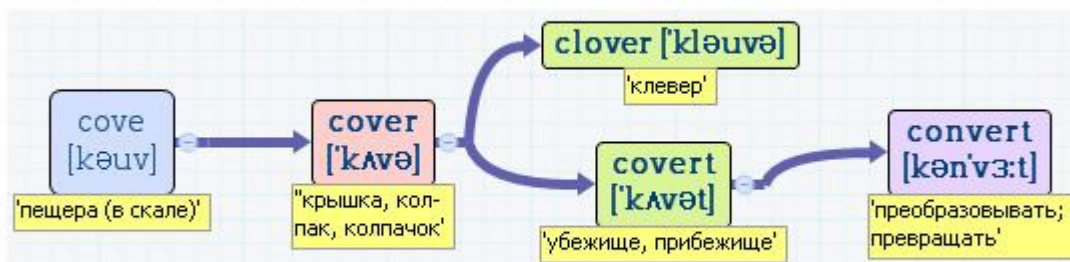 cove
[kəuv]
'пещера (в скале)'
cover
['kʌvə]
"крышка, кол-
пак, колпачок'
clover ['kləuvə]
'клевер'
covert
['kʌvət]
'убежище, прибежище'
convert
[kən'vɜ:t]
'преобразовывать;
превращать'